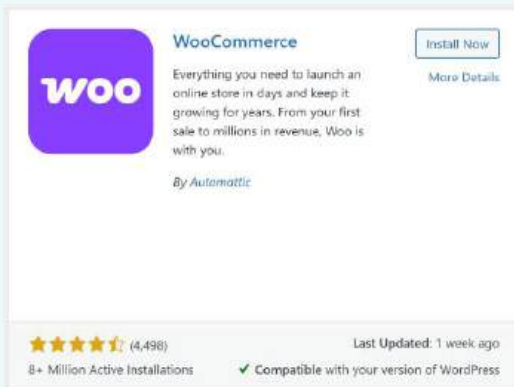 woo
WooCommerce
Install Now
More Details
Everything you need to launch an
online store in days and keep it
growing for years. From your first
sale to millions in revenue, Woo is
with you.
By Automattic
(4,498)
Last Updated: 1 week ago
8+ Million Active Installations
✔ Compatible with your version of WordPress